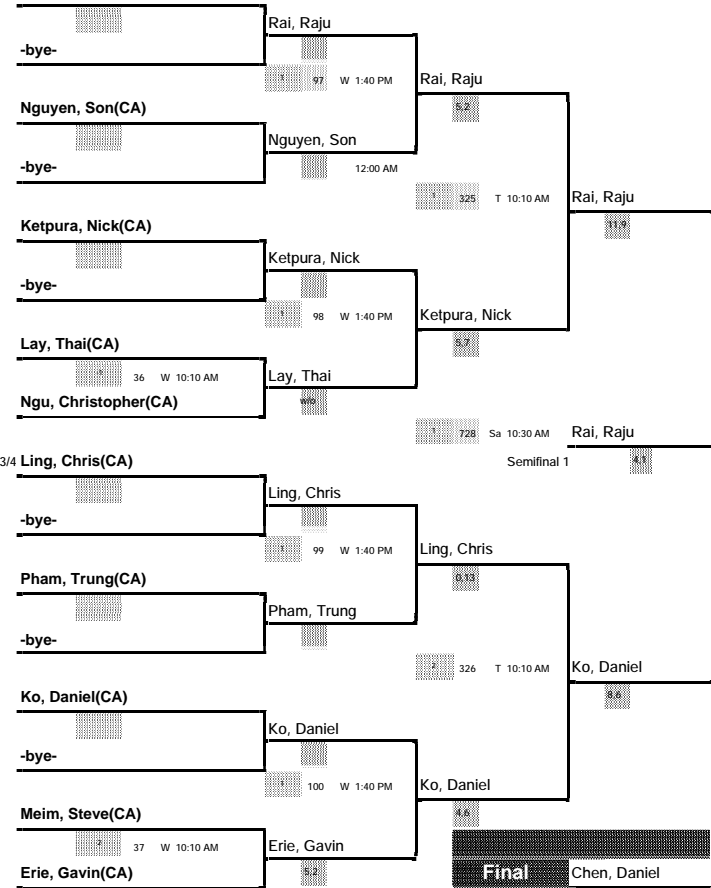 Rai, Raju
-bye-
1 97 W 1:40 PM
Rai, Raju
5,2
Nguyen, Son(CA)
Nguyen, Son
-bye-
12:00 AM
1 325 T 10:10 AM
Rai, Raju
11,9
Ketpura, Nick(CA)
Ketpura, Nick
-bye-
1 98 W 1:40 PM
Ketpura, Nick
5,7
Lay, Thai(CA)
36 W 10:10 AM
Lay, Thai
Ngu, Christopher(CA)
w/o
1 728 Sa 10:30 AM
Rai, Raju
Semifinal 1
4,1
3/4 Ling, Chris(CA)
Ling, Chris
-bye-
1 99 W 1:40 PM
Ling, Chris
0,13
Pham, Trung(CA)
Pham, Trung
-bye-
2 326 T 10:10 AM
Ko, Daniel
8,6
Ko, Daniel(CA)
Ko, Daniel
-bye-
1 100 W 1:40 PM
Ko, Daniel
4,6
Meim, Steve(CA)
2 37 W 10:10 AM
Erie, Gavin
Erie, Gavin(CA)
5,2
Final
Chen, Daniel